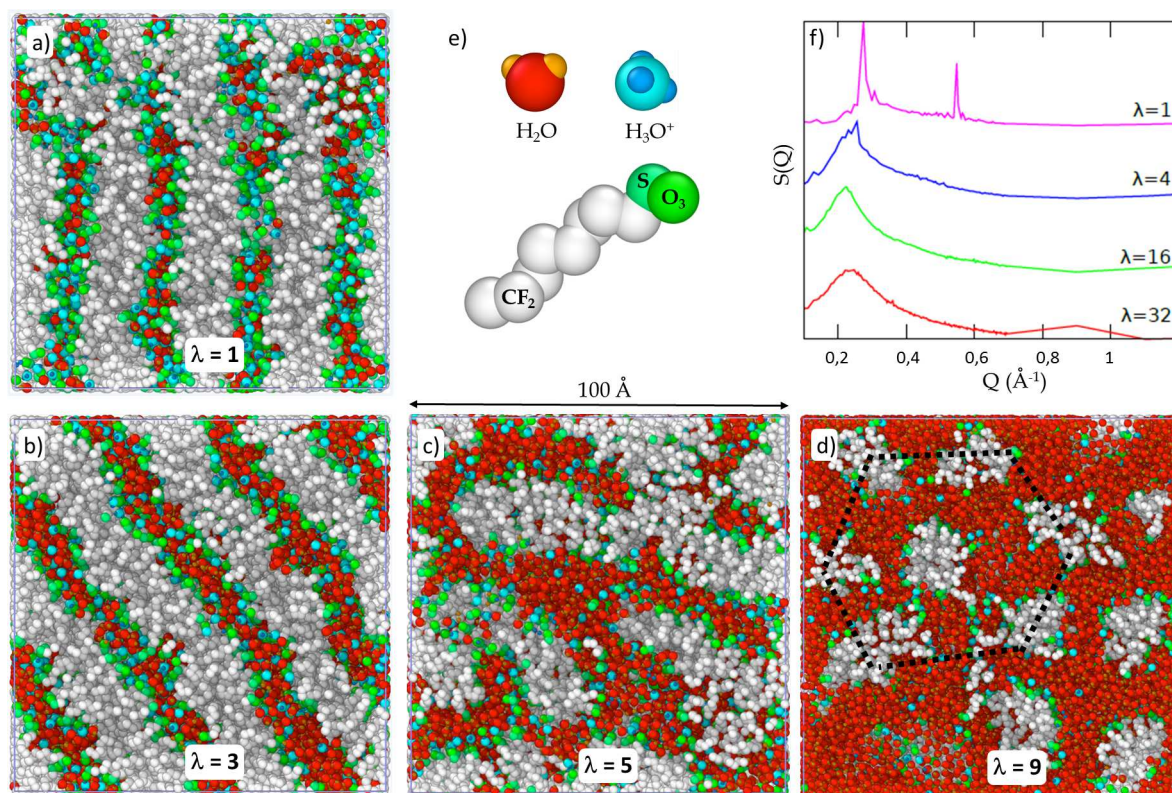 a)
λ = 1
e)
H2O
H3O+
S
O3
CF2
f)
S(Q)
λ=1
λ=4
λ=16
λ=32
0,2 0,4 0,6 0,8 1
Q (Å-1)
100 Å
b)
λ = 3
c)
λ = 5
d)
λ = 9